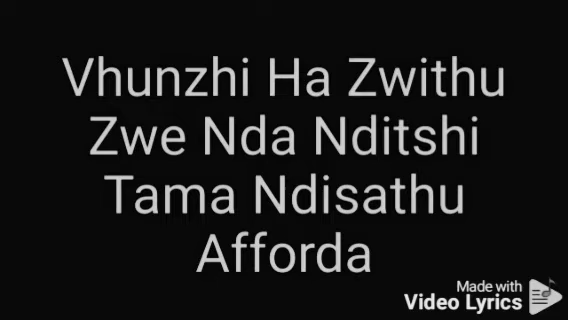 Vhunzhi Ha Zwithu
Zwe Nda Nditshi
Tama Ndisathu
Afforda
Made with
Video Lyrics